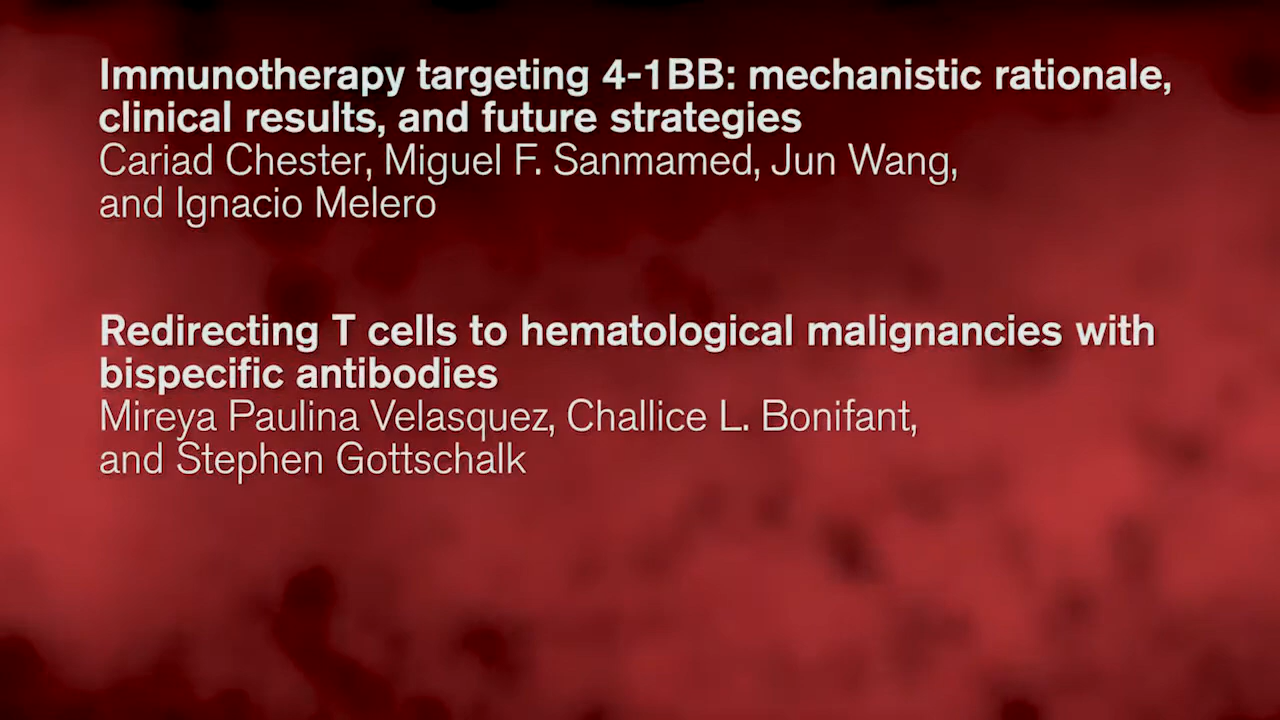 Immunotherapy targeting 4-1BB: mechanistic rationale,
clinical results, and future strategies
Cariad Chester, Miguel F. Sanmamed, Jun Wang,
and Ignacio Melero
Redirecting T cells to hematological malignancies with
bispecific antibodies
Mireya Paulina Velasquez, Challice L. Bonifant,
and Stephen Gottschalk